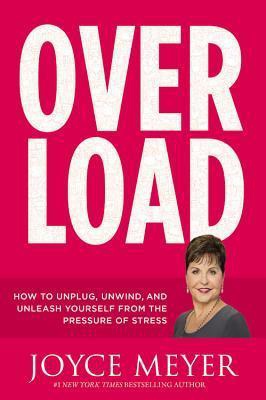 OVER
LOAD
HOW TO UNPLUG, UNWIND, AND
UNLEASH YOURSELF FROM THE
PRESSURE OF STRESS
JOYCE MEYER
#1 NEW YORK TIMES BESTSELLING AUTHOR